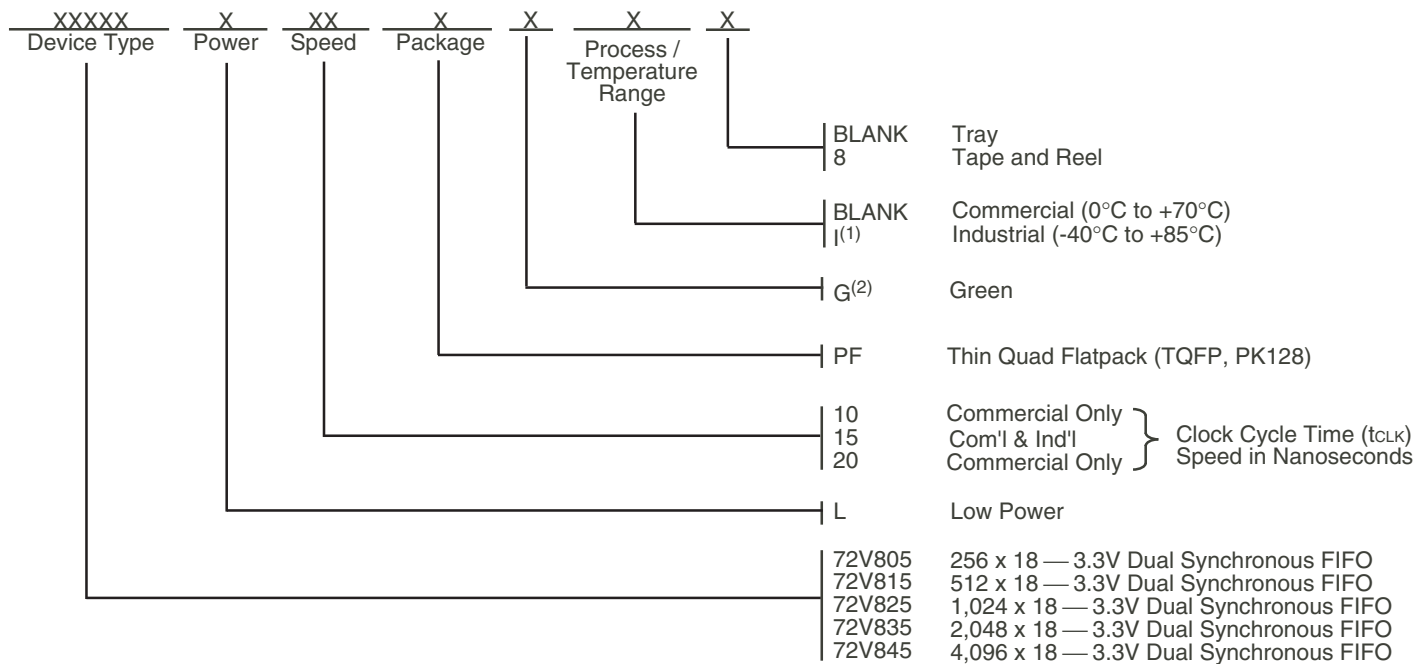 XXXXX X XX X X X X
Device Type Power Speed Package Process / Temperature Range
BLANK Tray
8 Tape and Reel
BLANK Commercial (0°C to +70°C)
I(1) Industrial (-40°C to +85°C)
G(2) Green
PF Thin Quad Flatpack (TQFP, PK128)
10 Commercial Only
15 Com'l & Ind'l
20 Commercial Only
Clock Cycle Time (tCLK)
Speed in Nanoseconds
L Low Power
72V805 256 x 18 — 3.3V Dual Synchronous FIFO
72V815 512 x 18 — 3.3V Dual Synchronous FIFO
72V825 1,024 x 18 — 3.3V Dual Synchronous FIFO
72V835 2,048 x 18 — 3.3V Dual Synchronous FIFO
72V845 4,096 x 18 — 3.3V Dual Synchronous FIFO